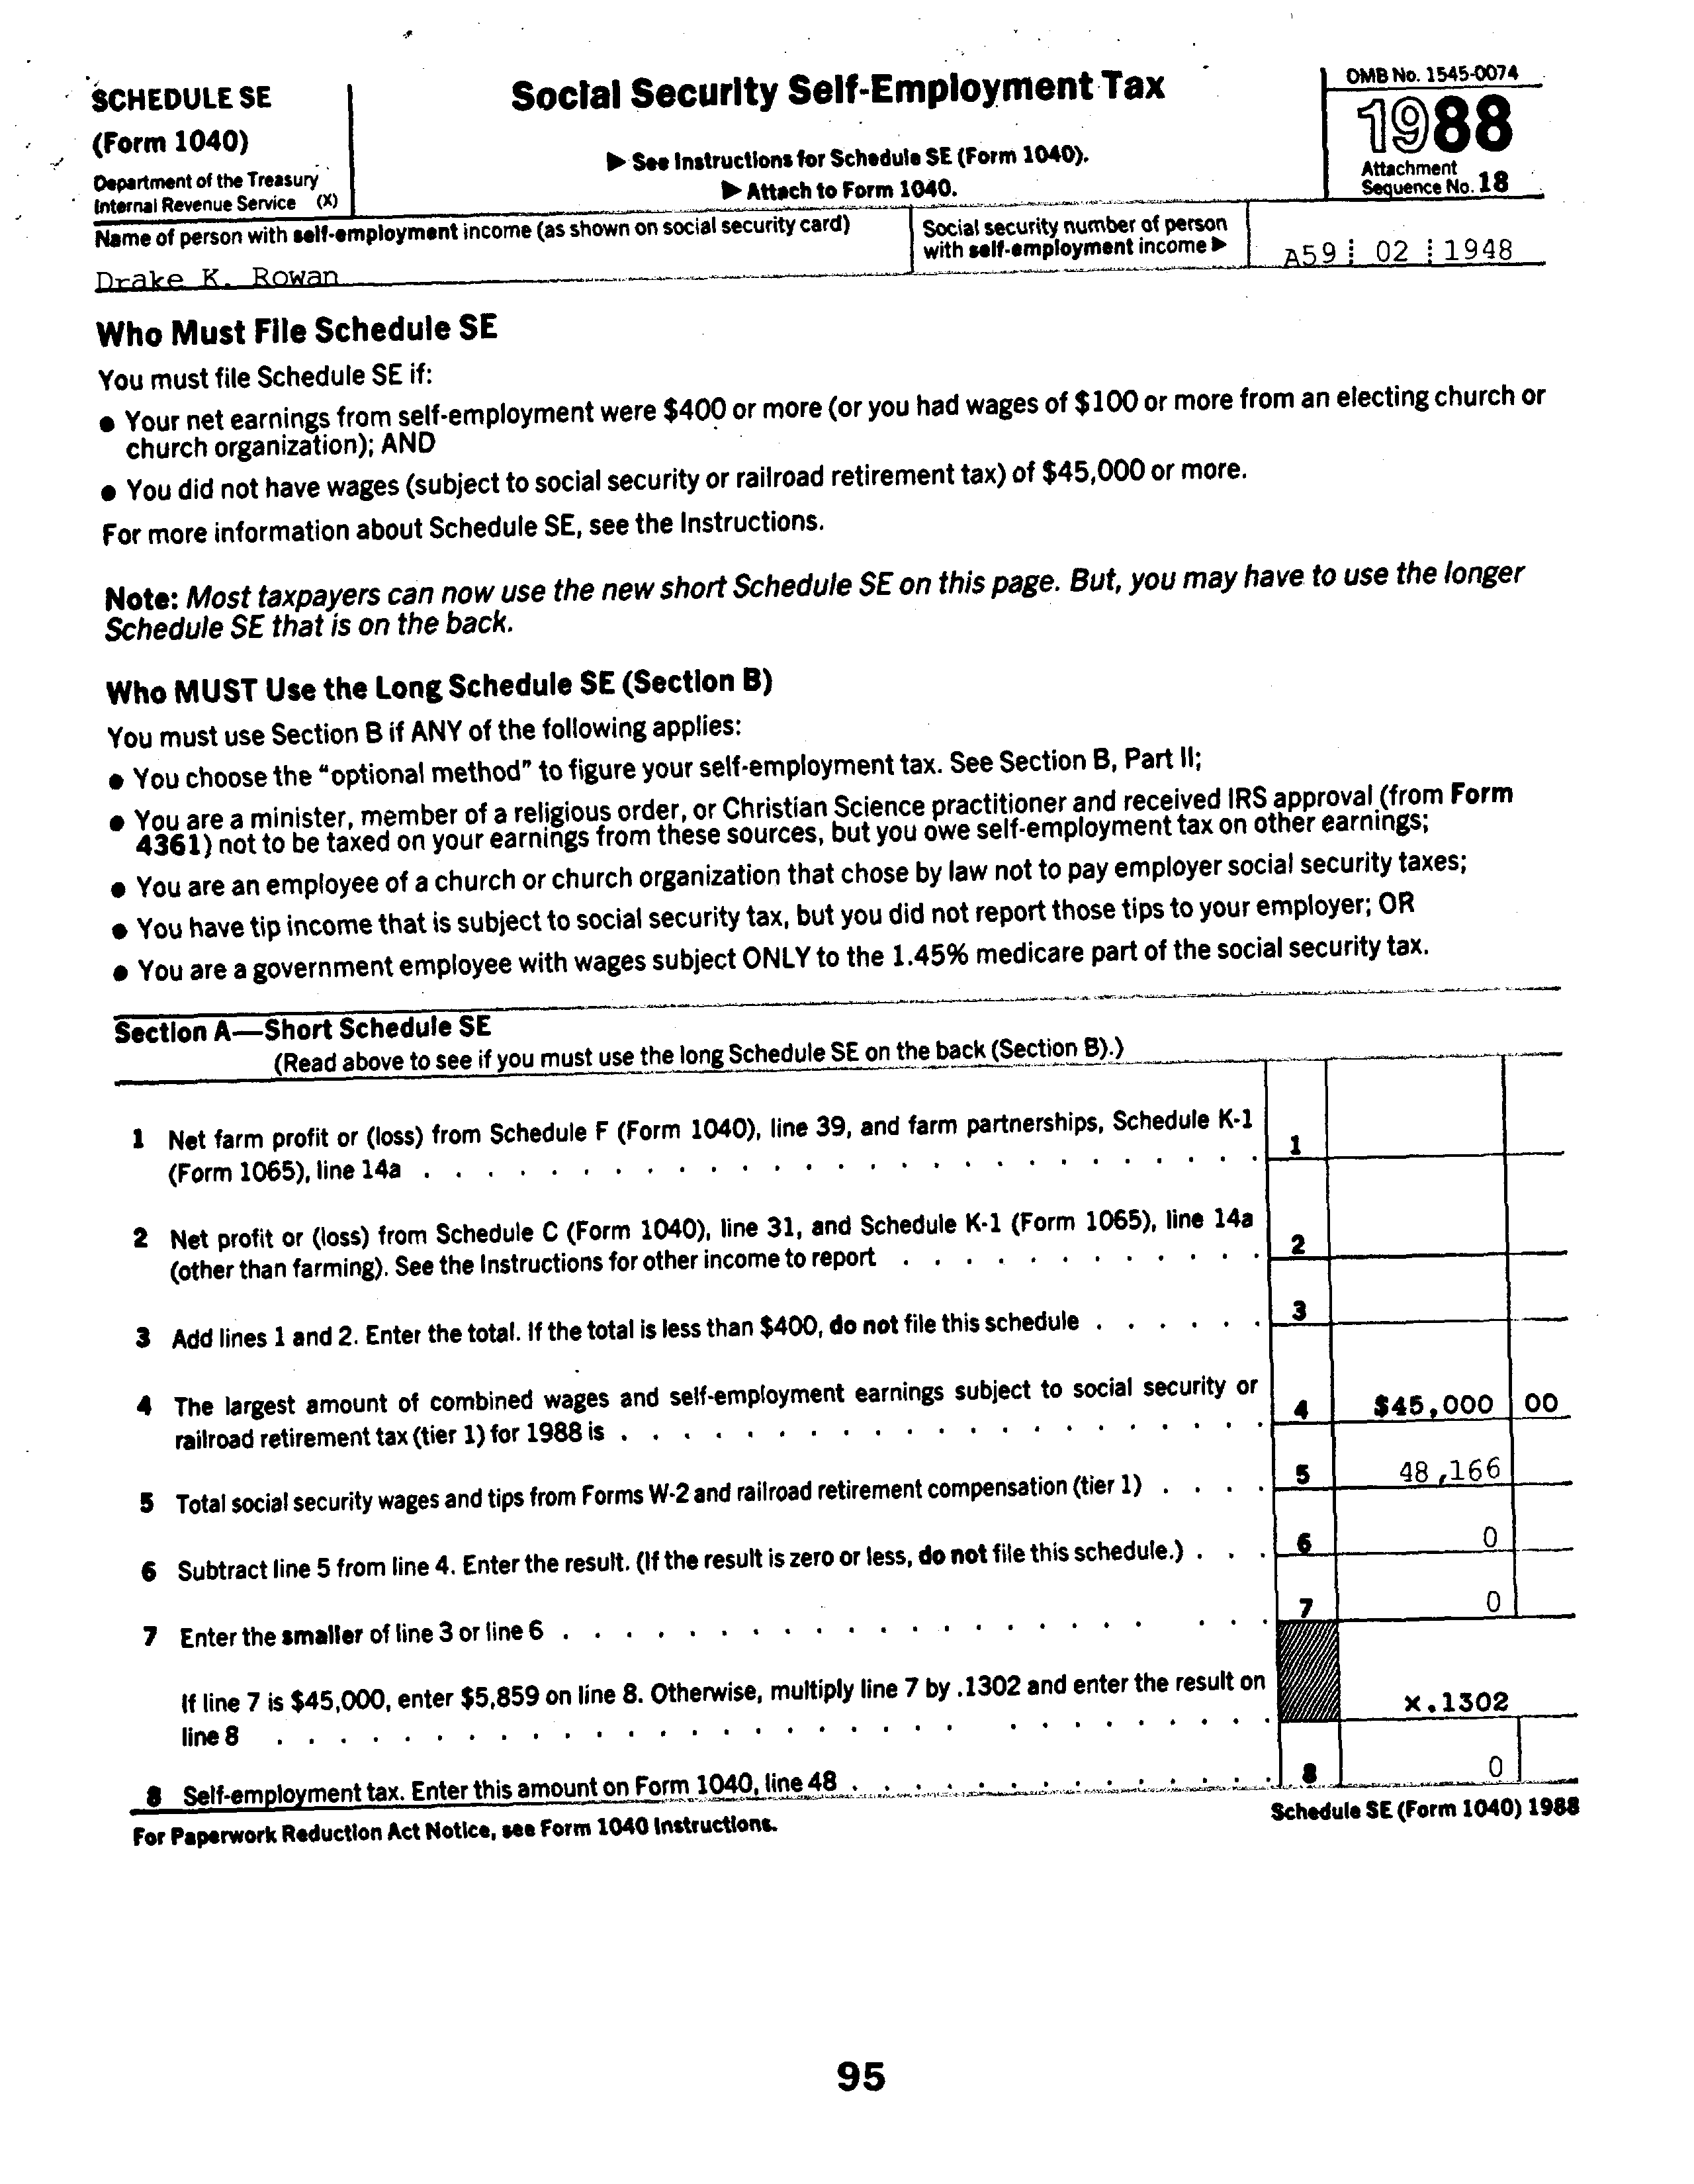 SCHEDULE SE
(Form 1040)
Department of the Treasury
Internal Revenue Service (X)
Social Security Self-Employment Tax
▶ See Instructions for Schedule SE (Form 1040).
▶ Attach to Form 1040.
OMB No. 1545-0074
1988
Attachment
Sequence No. 18
Name of person with self-employment income (as shown on social security card)
Drake K. Rowan
Social security number of person
with self-employment income ▶
A59 02 1948
Who Must File Schedule SE
You must file Schedule SE if:
● Your net earnings from self-employment were $400 or more (or you had wages of $100 or more from an electing church or
church organization); AND
● You did not have wages (subject to social security or railroad retirement tax) of $45,000 or more.
For more information about Schedule SE, see the Instructions.
Note: Most taxpayers can now use the new short Schedule SE on this page. But, you may have to use the longer
Schedule SE that is on the back.
Who MUST Use the Long Schedule SE (Section B)
You must use Section B if ANY of the following applies:
● You choose the "optional method" to figure your self-employment tax. See Section B, Part II;
● You are a minister, member of a religious order, or Christian Science practitioner and received IRS approval (from Form
4361) not to be taxed on your earnings from these sources, but you owe self-employment tax on other earnings;
● You are an employee of a church or church organization that chose by law not to pay employer social security taxes;
● You have tip income that is subject to social security tax, but you did not report those tips to your employer; OR
● You are a government employee with wages subject ONLY to the 1.45% medicare part of the social security tax.
Section A—Short Schedule SE
(Read above to see if you must use the long Schedule SE on the back (Section B).)
1 Net farm profit or (loss) from Schedule F (Form 1040), line 39, and farm partnerships, Schedule K-1
(Form 1065), line 14a . . . . . . . . . . . . . . . . . . . . . . . . . . 1
2 Net profit or (loss) from Schedule C (Form 1040), line 31, and Schedule K-1 (Form 1065), line 14a
(other than farming). See the Instructions for other income to report . . . . . . . . . . . . 2
3 Add lines 1 and 2. Enter the total. If the total is less than $400, do not file this schedule . . . . . . 3
4 The largest amount of combined wages and self-employment earnings subject to social security or
railroad retirement tax (tier 1) for 1988 is . . . . . . . . . . . . . . . . . . . . 4 $45,000 00
5 Total social security wages and tips from Forms W-2 and railroad retirement compensation (tier 1) . . . . 5 48,166
6 Subtract line 5 from line 4. Enter the result. (If the result is zero or less, do not file this schedule.) . . . 6 0
7 Enter the smaller of line 3 or line 6 . . . . . . . . . . . . . . . . . . . . . . 7 0
If line 7 is $45,000, enter $5,859 on line 8. Otherwise, multiply line 7 by .1302 and enter the result on
line 8 . . . . . . . . . . . . . . . . . . . . . . . . . . . . . . . x.1302
8 Self-employment tax. Enter this amount on Form 1040, line 48 . . . . . . . . . . . . . . 8 0
For Paperwork Reduction Act Notice, see Form 1040 Instructions.
Schedule SE (Form 1040) 1988
95